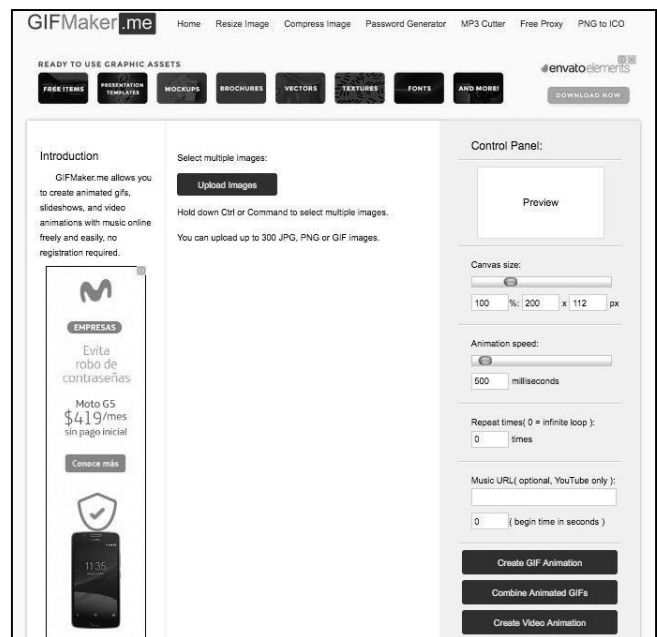 GIFMaker.me
Home Resize Image Compress Image Password Generator MP3 Cutter Free Proxy PNG to ICO
READY TO USE GRAPHIC ASSETS
FREE ITEMS
PRESENTATION
TEMPLATES
MOCKUPS
BROCHURES
VECTORS
TEXTURES
FONTS
AND MORE!
envatoelements
DOWNLOAD NOW
Introduction
GIFMaker.me allows you
to create animated gifs,
slideshows, and video
animations with music online
freely and easily, no
registration required.
EMPRESAS
Evita
robo de
contraseñas
Moto G5
$419/mes
sin pago inicial
Conoce más
11:35
Select multiple images:
Upload Images
Hold down Ctrl or Command to select multiple images.
You can upload up to 300 JPG, PNG or GIF images.
Control Panel:
Preview
Canvas size:
100 %: 200 x 112 px
Animation speed:
500 milliseconds
Repeat times( 0 = infinite loop ):
0 times
Music URL( optional, YouTube only ):
0 ( begin time in seconds )
Create GIF Animation
Combine Animated GIFs
Create Video Animation